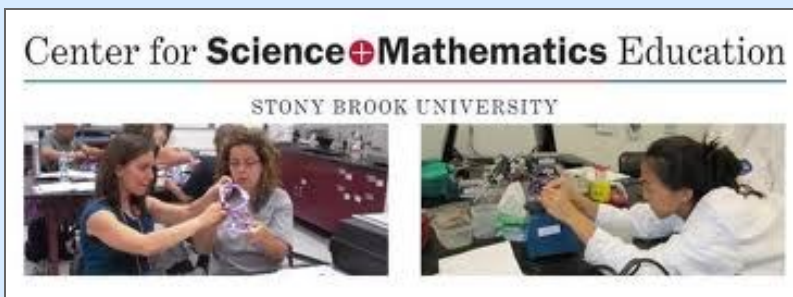 Center for Science+Mathematics Education
STONY BROOK UNIVERSITY